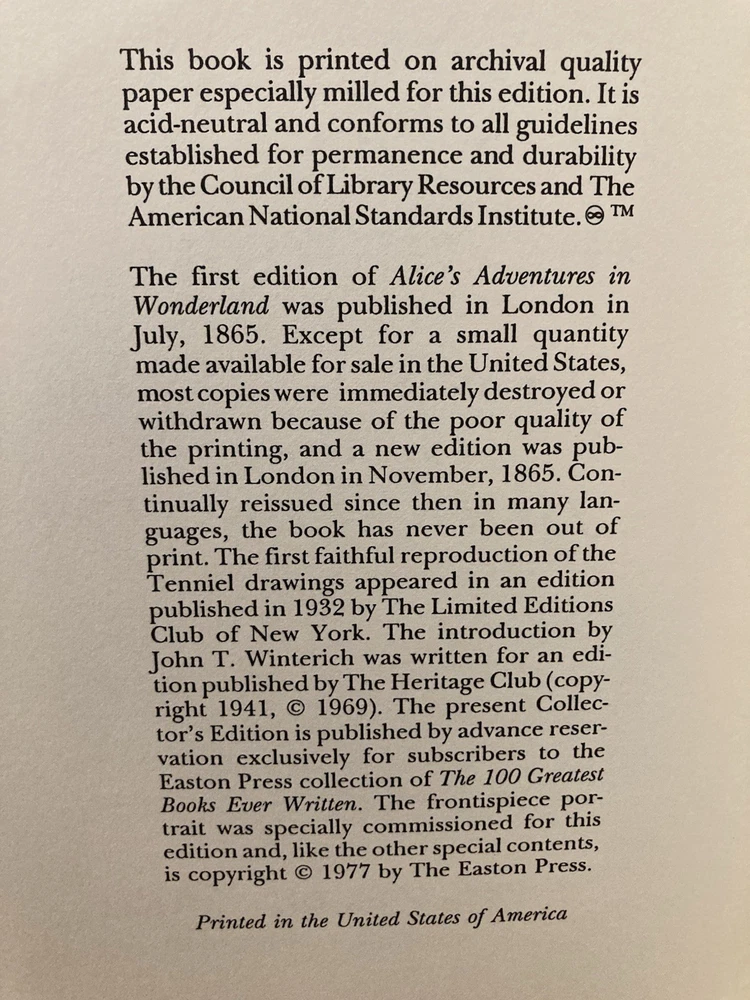 This book is printed on archival quality
paper especially milled for this edition. It is
acid-neutral and conforms to all guidelines
established for permanence and durability
by the Council of Library Resources and The
American National Standards Institute.♾ ™
The first edition of Alice's Adventures in
Wonderland was published in London in
July, 1865. Except for a small quantity
made available for sale in the United States,
most copies were immediately destroyed or
withdrawn because of the poor quality of
the printing, and a new edition was pub-
lished in London in November, 1865. Con-
tinually reissued since then in many lan-
guages, the book has never been out of
print. The first faithful reproduction of the
Tenniel drawings appeared in an edition
published in 1932 by The Limited Editions
Club of New York. The introduction by
John T. Winterich was written for an edi-
tion published by The Heritage Club (copy-
right 1941, © 1969). The present Collec-
tor's Edition is published by advance reser-
vation exclusively for subscribers to the
Easton Press collection of The 100 Greatest
Books Ever Written. The frontispiece por-
trait was specially commissioned for this
edition and, like the other special contents,
is copyright © 1977 by The Easton Press.
Printed in the United States of America